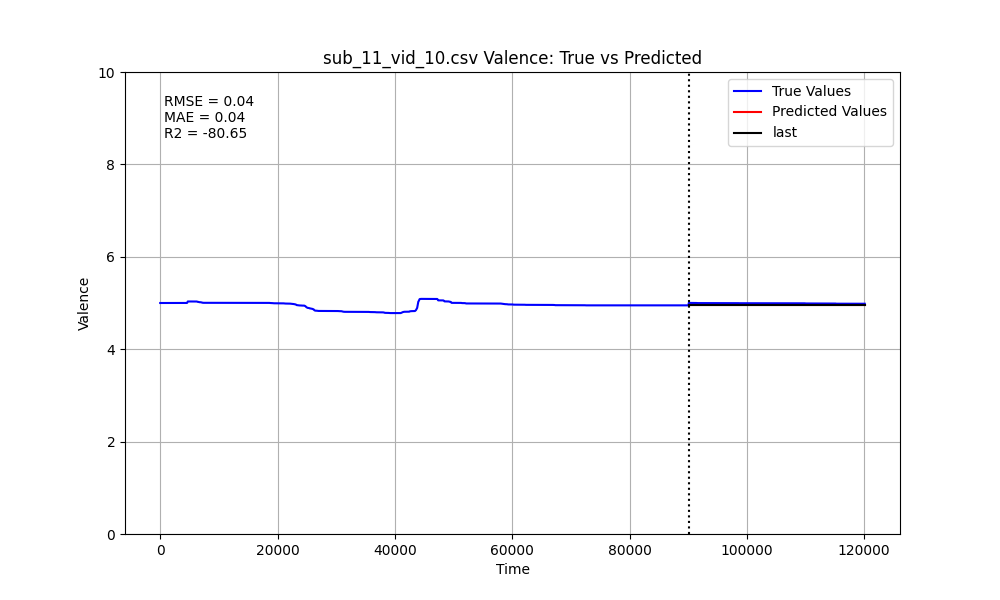 sub_11_vid_10.csv Valence: True vs Predicted
RMSE = 0.04
MAE = 0.04
R2 = -80.65
True Values
Predicted Values
last
10
8
6
4
2
0
Valence
0 20000 40000 60000 80000 100000 120000
Time